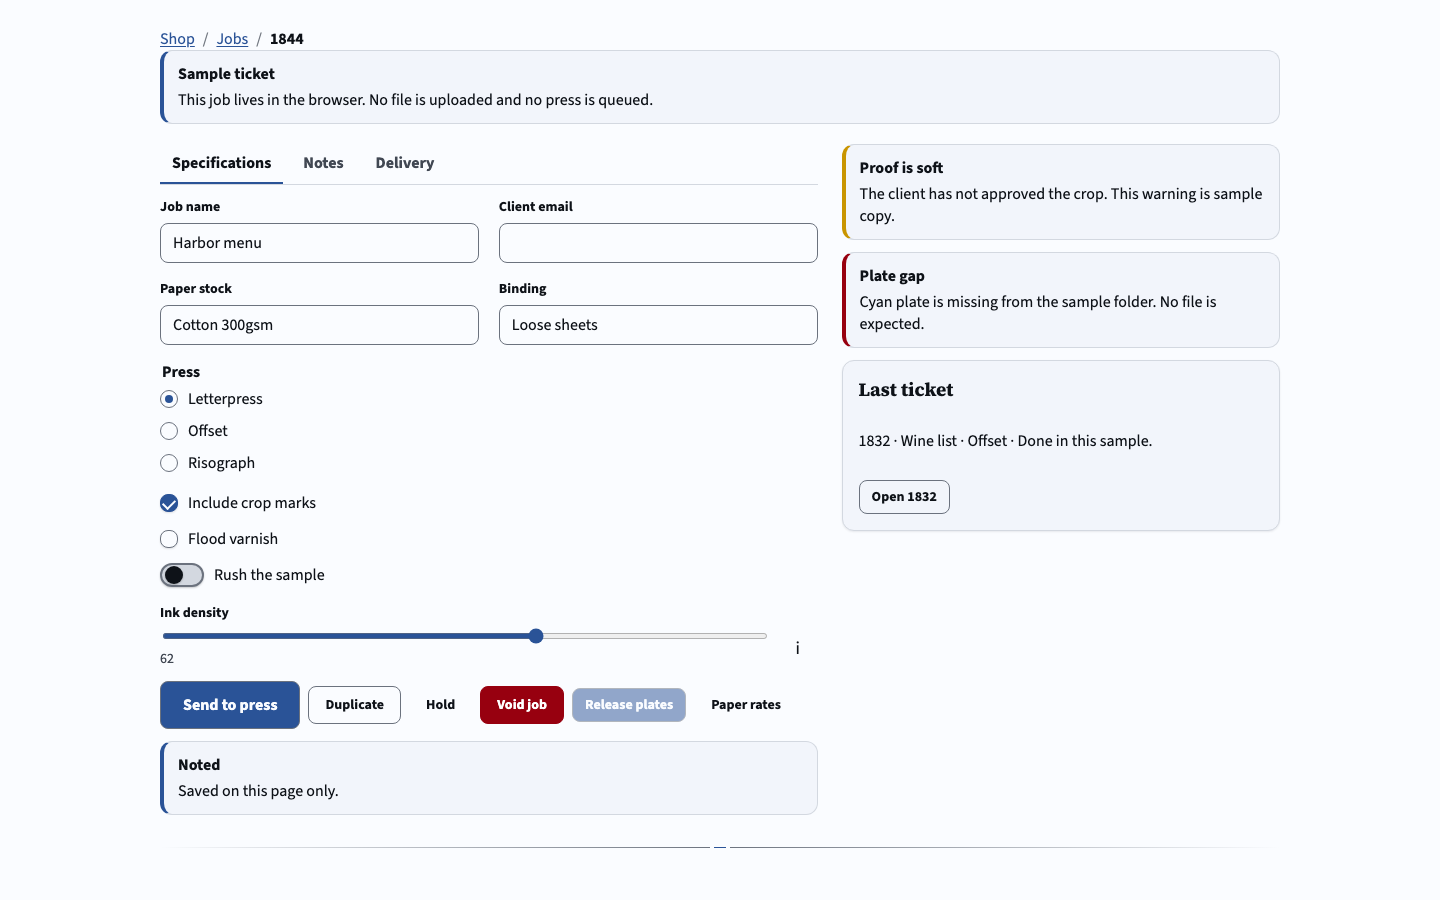 Shop / Jobs / 1844
Sample ticket
This job lives in the browser. No file is uploaded and no press is queued.
Specifications Notes Delivery
Job name Client email
Harbor menu
Paper stock Binding
Cotton 300gsm Loose sheets
Press
Letterpress
Offset
Risograph
Include crop marks
Flood varnish
Rush the sample
Ink density
i
62
Send to press Duplicate Hold Void job Release plates Paper rates
Noted
Saved on this page only.
Proof is soft
The client has not approved the crop. This warning is sample
copy.
Plate gap
Cyan plate is missing from the sample folder. No file is
expected.
Last ticket
1832 · Wine list · Offset · Done in this sample.
Open 1832